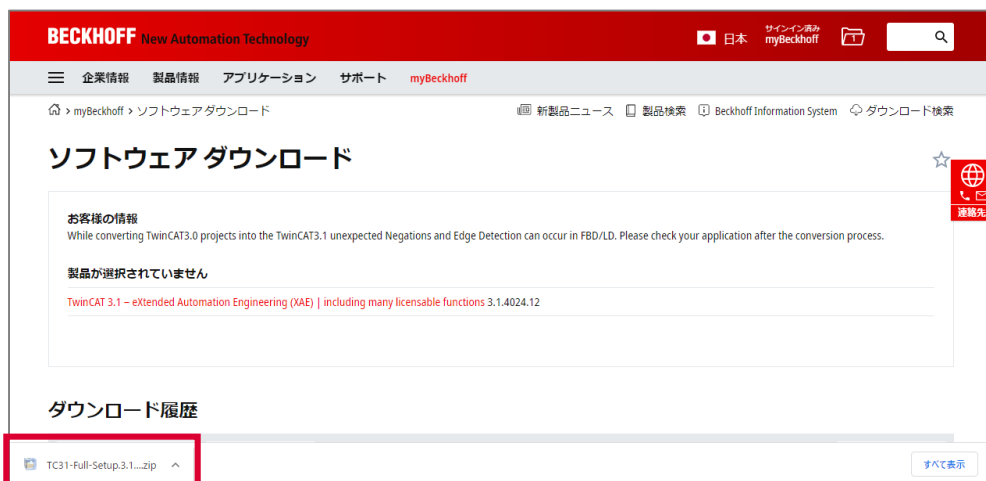 BECKHOFF New Automation Technology
日本
サインイン済み
myBeckhoff
企業情報 製品情報 アプリケーション サポート myBeckhoff
myBeckhoff › ソフトウェアダウンロード
新製品ニュース 製品検索 Beckhoff Information System ダウンロード検索
ソフトウェア ダウンロード
連絡先
お客様の情報
While converting TwinCAT3.0 projects into the TwinCAT3.1 unexpected Negations and Edge Detection can occur in FBD/LD. Please check your application after the conversion process.
製品が選択されていません
TwinCAT 3.1 – eXtended Automation Engineering (XAE) | including many licensable functions 3.1.4024.12
ダウンロード履歴
TC31-Full-Setup.3.1....zip
すべて表示